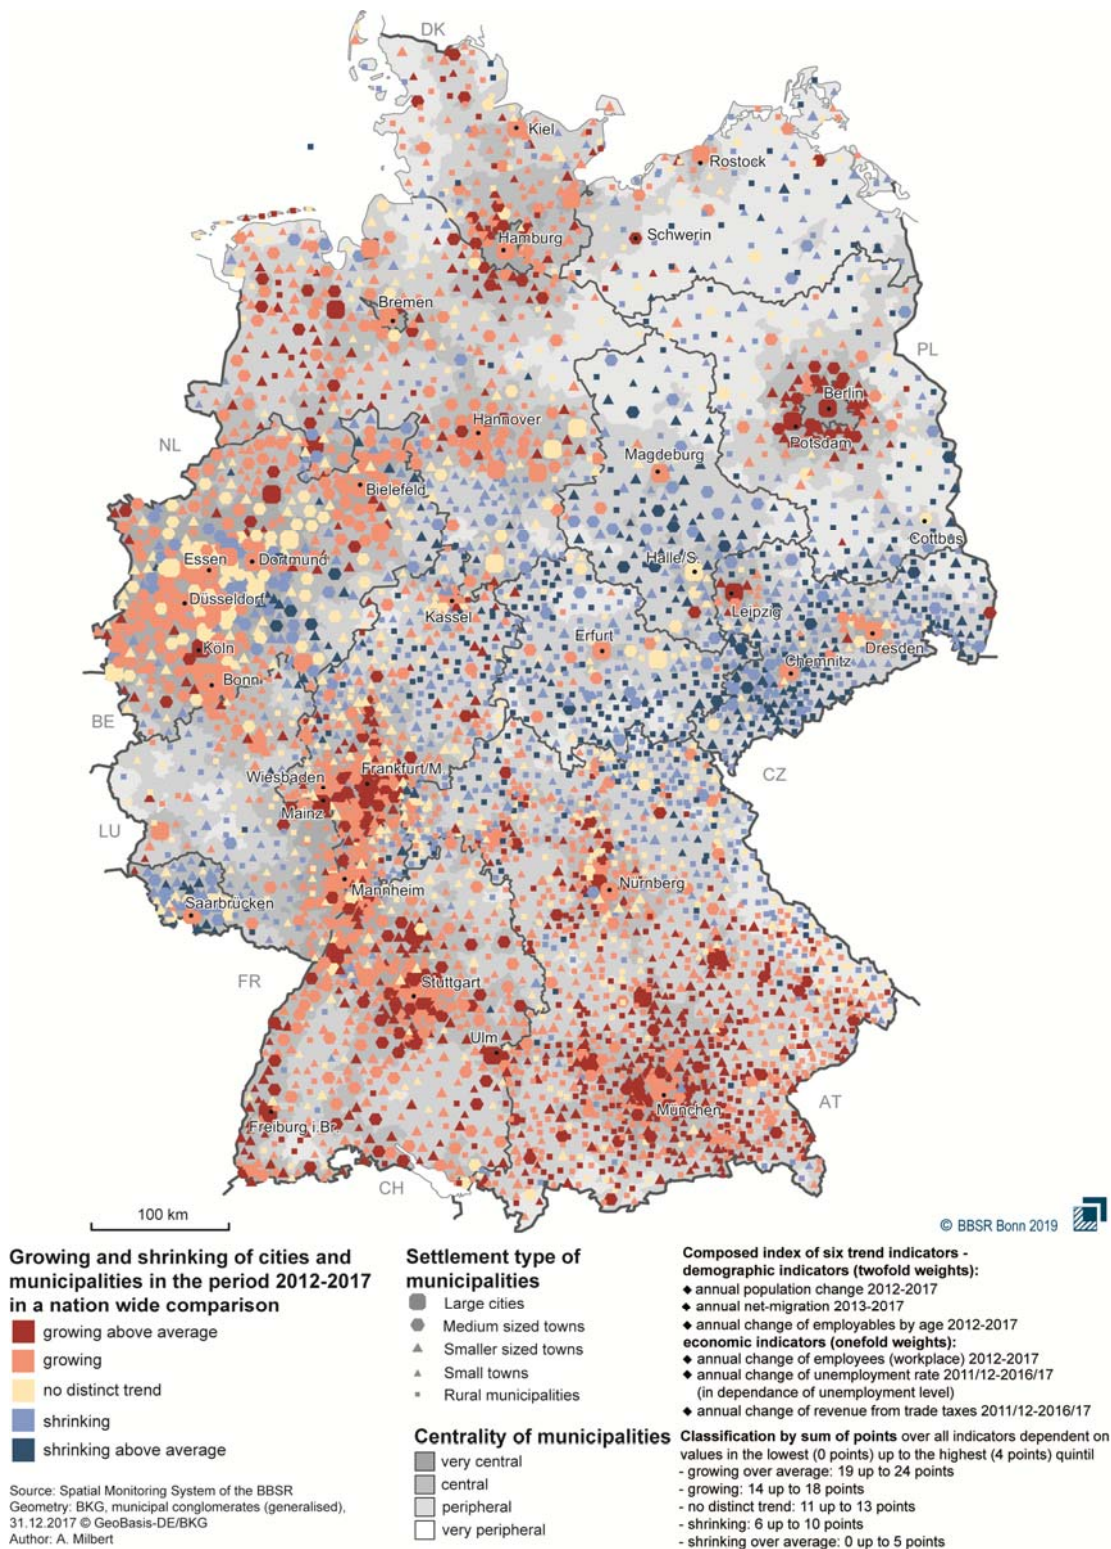 DK
Kiel
Rostock
Hamburg
Schwerin
Bremen
PL
Berlin
Hannover
Potsdam
NL
Magdeburg
Bielefeld
Cottbus
Essen
Dortmund
Halle/S.
Düsseldorf
Leipzig
Kassel
Erfurt
Dresden
Köln
Chemnitz
Bonn
BE
Wiesbaden
Frankfurt/M.
CZ
Mainz
LU
Mannheim
Nürnberg
Saarbrücken
FR
Stuttgart
Ulm
München
AT
Freiburg i.Br.
CH
100 km
© BBSR Bonn 2019
Growing and shrinking of cities and
municipalities in the period 2012-2017
in a nation wide comparison
growing above average
growing
no distinct trend
shrinking
shrinking above average
Source: Spatial Monitoring System of the BBSR
Geometry: BKG, municipal conglomerates (generalised),
31.12.2017 © GeoBasis-DE/BKG
Author: A. Milbert
Settlement type of
municipalities
Large cities
Medium sized towns
Smaller sized towns
Small towns
Rural municipalities
Centrality of municipalities
very central
central
peripheral
very peripheral
Composed index of six trend indicators -
demographic indicators (twofold weights):
◆ annual population change 2012-2017
◆ annual net-migration 2013-2017
◆ annual change of employables by age 2012-2017
economic indicators (onefold weights):
◆ annual change of employees (workplace) 2012-2017
◆ annual change of unemployment rate 2011/12-2016/17
(in dependance of unemployment level)
◆ annual change of revenue from trade taxes 2011/12-2016/17
Classification by sum of points over all indicators dependent on
values in the lowest (0 points) up to the highest (4 points) quintil
- growing over average: 19 up to 24 points
- growing: 14 up to 18 points
- no distinct trend: 11 up to 13 points
- shrinking: 6 up to 10 points
- shrinking over average: 0 up to 5 points